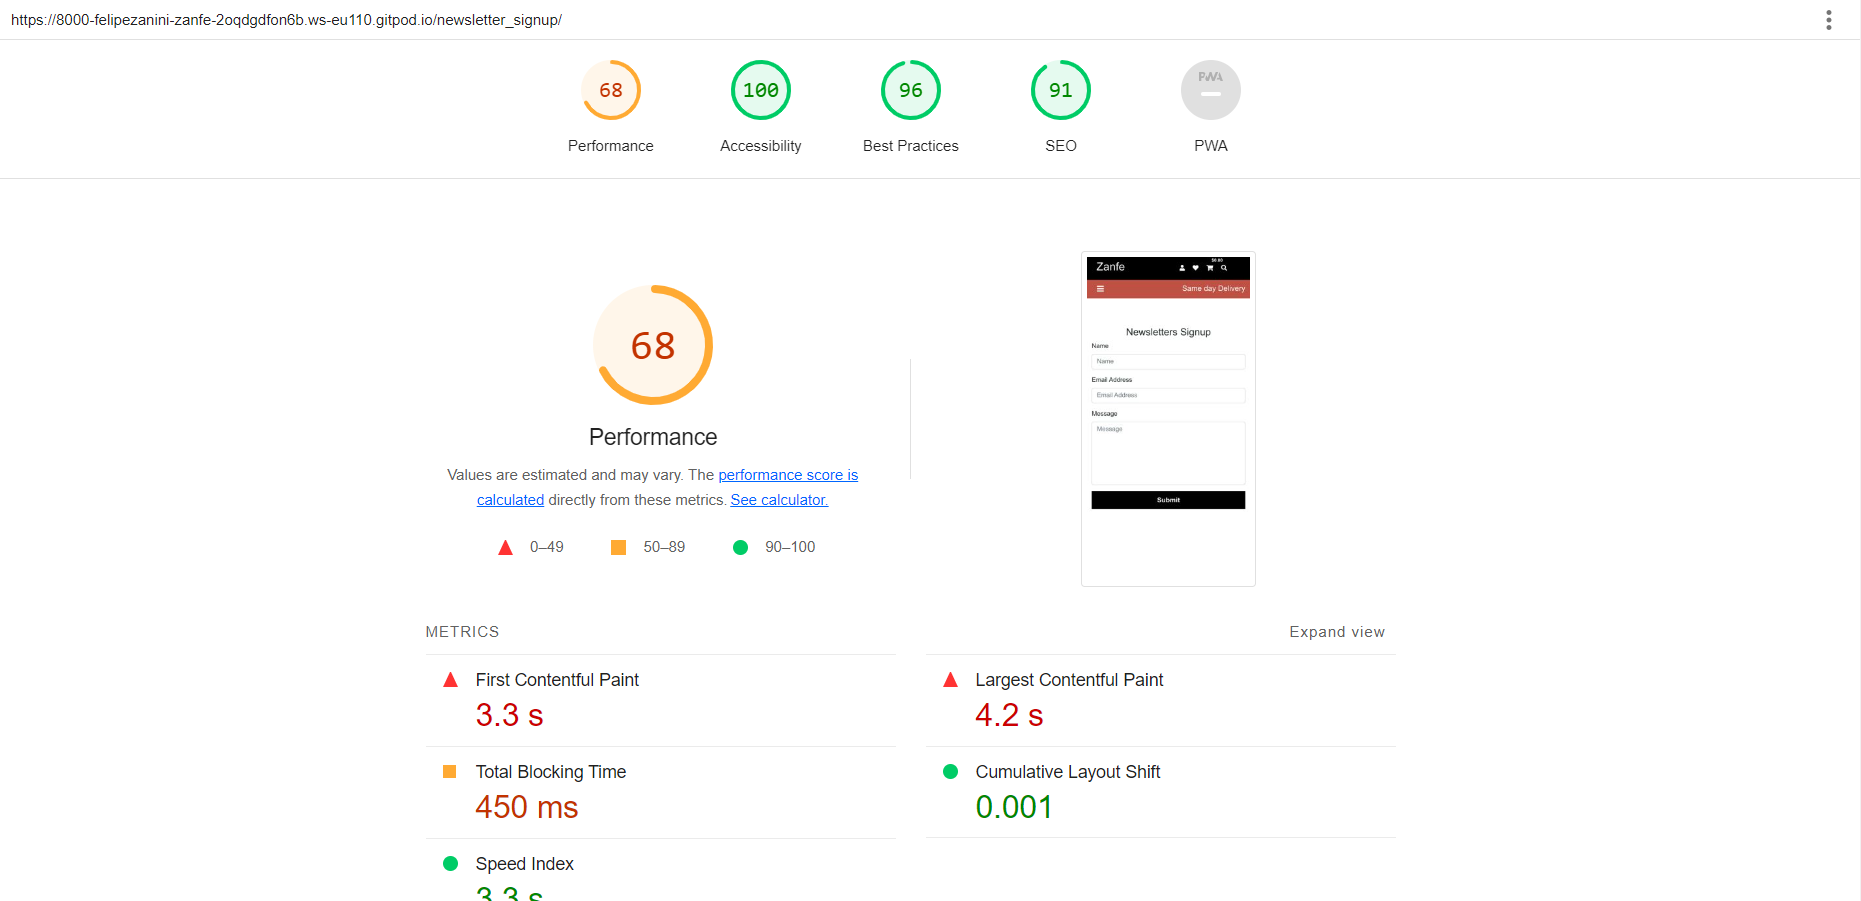 https://8000-felipezanini-zanfe-2oqdgdfon6b.ws-eu110.gitpod.io/newsletter_signup/
68
100
96
91
PWA
Performance
Accessibility
Best Practices
SEO
PWA
68
Performance
Values are estimated and may vary. The performance score is
calculated directly from these metrics. See calculator.
0–49
50–89
90–100
$0.00
Zanfe
Same day Delivery
Newsletters Signup
Name
Name
Email Address
Email Address
Message
Message
Submit
METRICS
Expand view
First Contentful Paint
3.3 s
Largest Contentful Paint
4.2 s
Total Blocking Time
450 ms
Cumulative Layout Shift
0.001
Speed Index
3.3 s